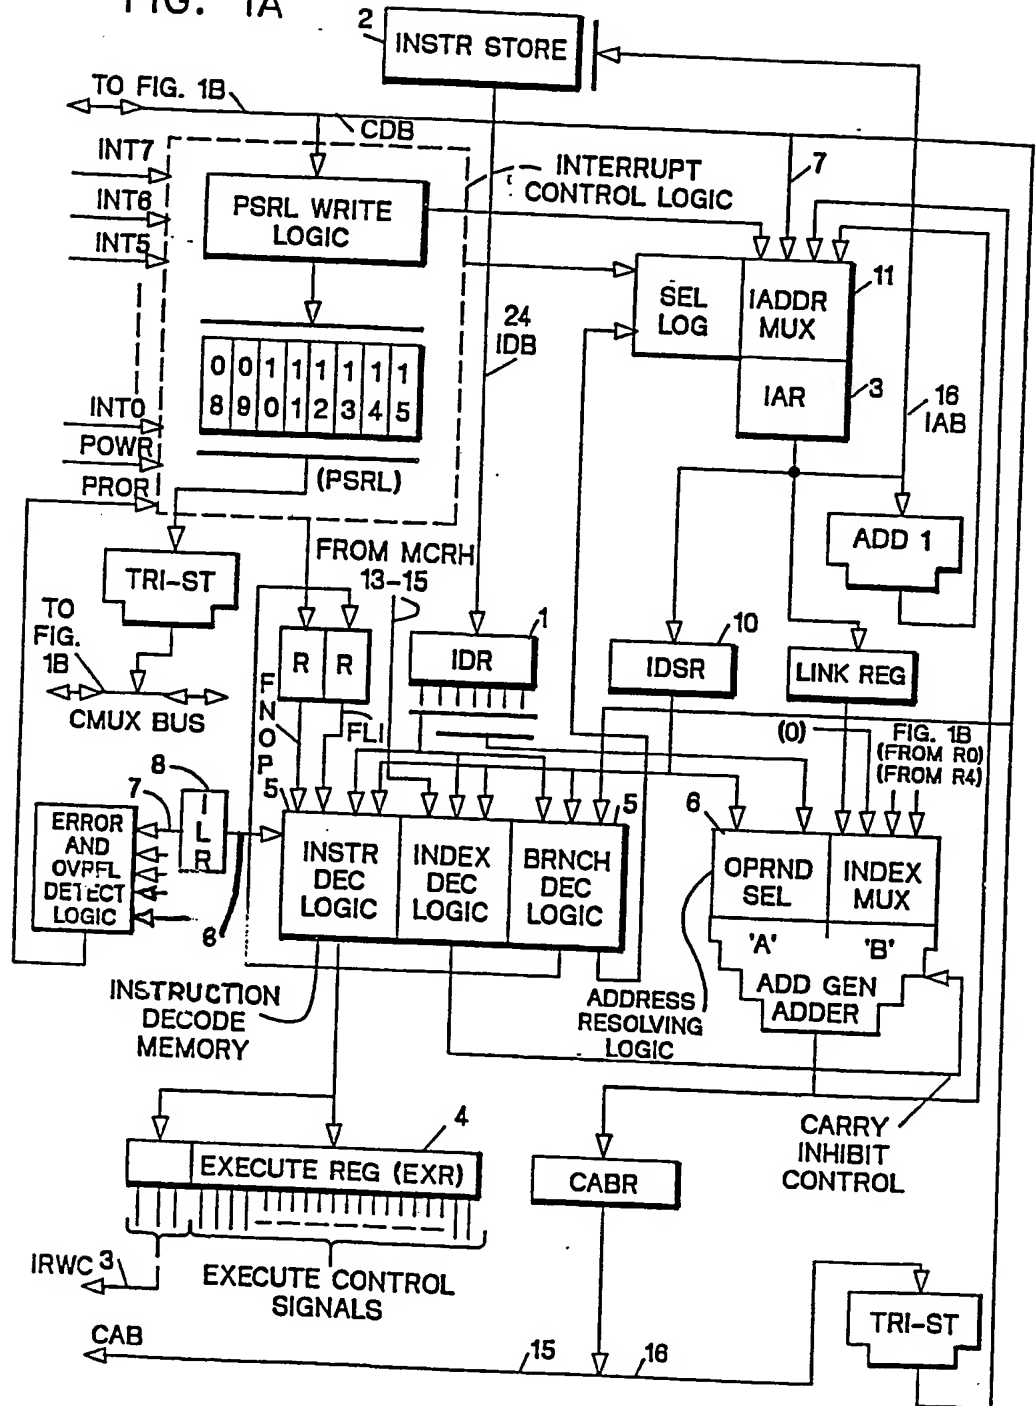 FIG. 1A
2
INSTR STORE
TO FIG. 1B
CDB
INT7
INT6
INT5
INT0
POWR
PROR
PSRL WRITE
LOGIC
INTERRUPT
CONTROL LOGIC
7
SEL
LOG
IADDR
MUX
11
IAR
3
24
IDB
0 0 1 1 1 1 1 1
8 9 0 1 2 3 4 5
(PSRL)
16
IAB
ADD 1
TRI-ST
FROM MCRH
13-15
TO
FIG.
1B
CMUX BUS
R R
1
IDR
10
IDSR
LINK REG
FNOP
FLI
(0)
FIG. 1B
(FROM R0)
(FROM R4)
8
7
5
5
6
ERROR
AND
OVRFL
DETECT
LOGIC
ILR
6
INSTR
DEC
LOGIC
INDEX
DEC
LOGIC
BRNCH
DEC
LOGIC
OPRND
SEL
INDEX
MUX
'A' 'B'
ADD GEN
ADDER
INSTRUCTION
DECODE
MEMORY
ADDRESS
RESOLVING
LOGIC
CARRY
INHIBIT
CONTROL
4
EXECUTE REG (EXR)
CABR
IRWC 3
EXECUTE CONTROL
SIGNALS
TRI-ST
CAB
15
16